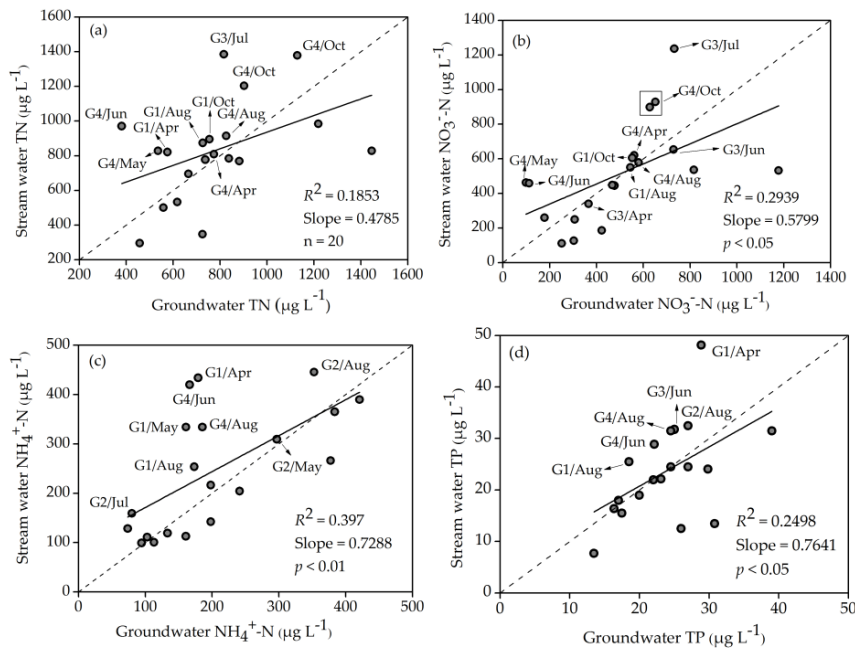 (a)
G3/Jul
G4/Oct
G4/Oct
G4/Jun
G1/Aug
G1/Oct
G4/Aug
G1/Apr
G4/May
G4/Apr
R² = 0.1853
Slope = 0.4785
n = 20
1600
1400
1200
1000
800
600
400
200
Stream water TN (μg L⁻¹)
200 400 600 800 1000 1200 1400 1600
Groundwater TN (μg L⁻¹)
(b)
G3/Jul
G4/Oct
G4/Apr
G1/Oct
G3/Jun
G4/May
G4/Jun
G4/Aug
G1/Aug
G3/Apr
R² = 0.2939
Slope = 0.5799
p < 0.05
1400
1200
1000
800
600
400
200
0
Stream water NO₃⁻-N (μg L⁻¹)
0 200 400 600 800 1000 1200 1400
Groundwater NO₃⁻-N (μg L⁻¹)
(c)
G1/Apr
G2/Aug
G4/Jun
G1/May
G4/Aug
G1/Aug
G2/May
G2/Jul
R² = 0.397
Slope = 0.7288
p < 0.01
500
400
300
200
100
0
Stream water NH₄⁺-N (μg L⁻¹)
0 100 200 300 400 500
Groundwater NH₄⁺-N (μg L⁻¹)
(d)
G1/Apr
G3/Jun
G4/Aug
G2/Aug
G4/Jun
G1/Aug
R² = 0.2498
Slope = 0.7641
p < 0.05
50
40
30
20
10
0
Stream water TP (μg L⁻¹)
0 10 20 30 40 50
Groundwater TP (μg L⁻¹)